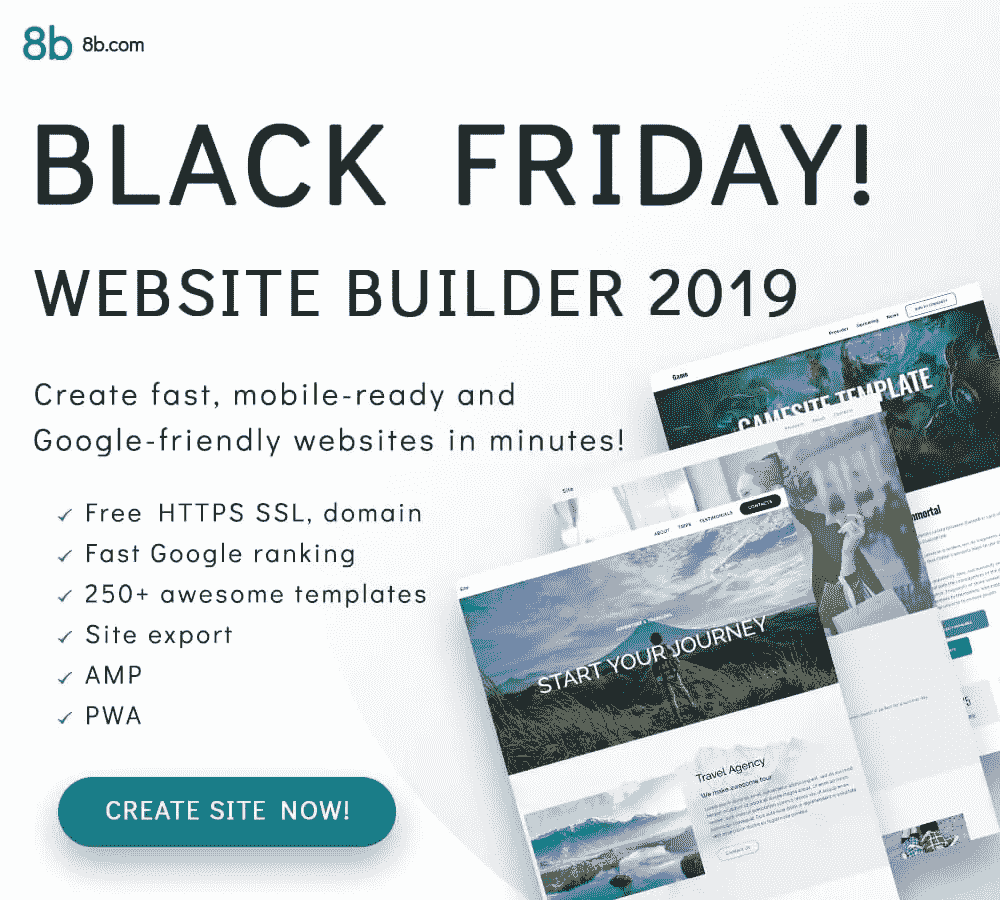 8b 8b.com
BLACK FRIDAY!
WEBSITE BUILDER 2019
Create fast, mobile-ready and
Google-friendly websites in minutes!
Free HTTPS SSL, domain
Fast Google ranking
250+ awesome templates
Site export
AMP
PWA
CREATE SITE NOW!
Game
GAMESITE TEMPLATE
Site
ABOUT TRIPS TESTIMONIALS CONTACTS
START YOUR JOURNEY
Travel Agency
We make awesome tour
Contact Us